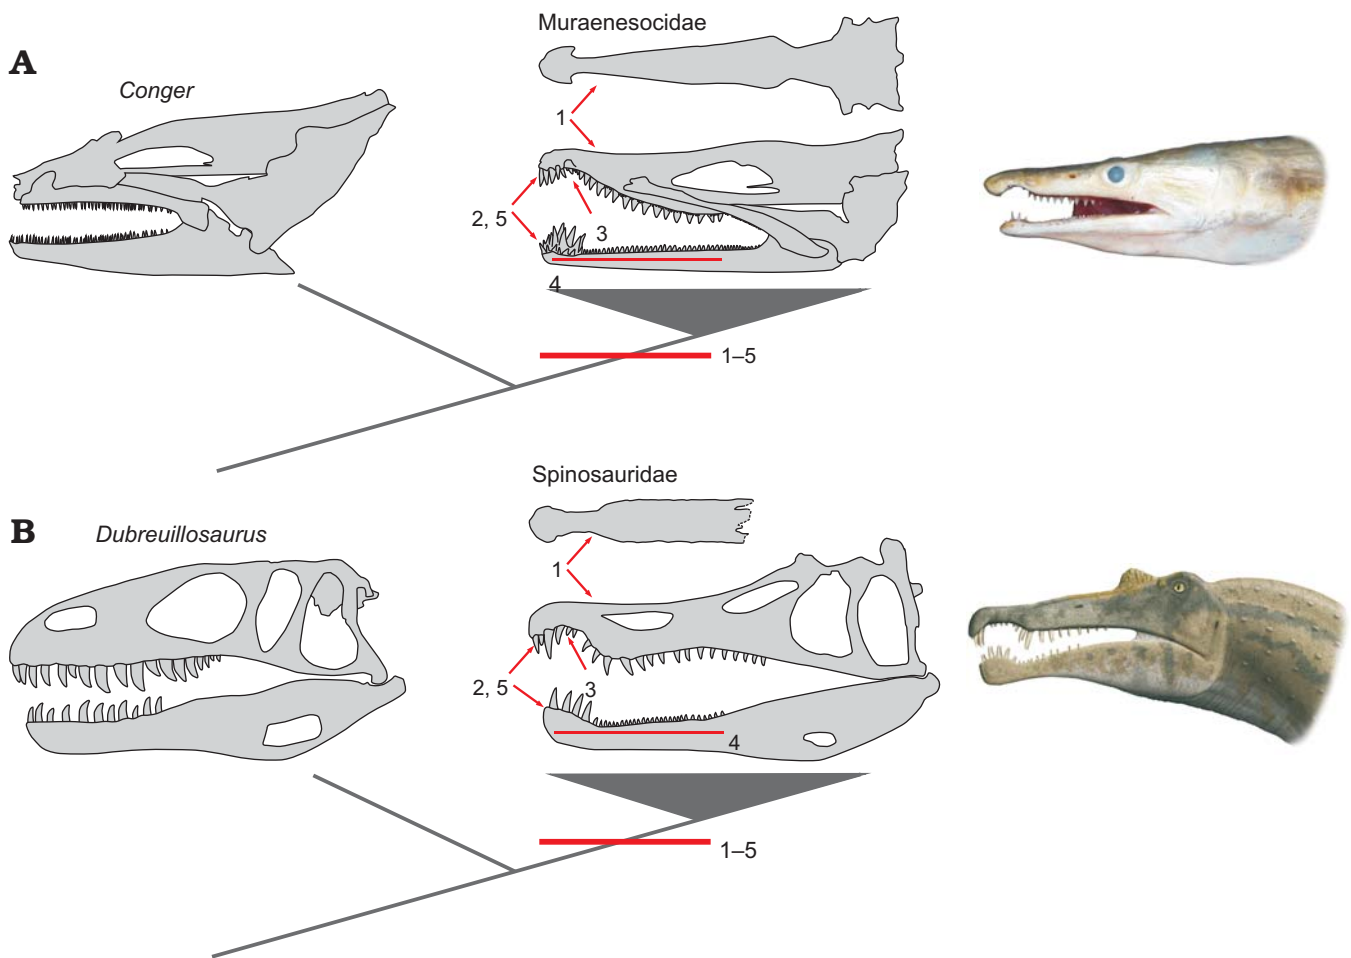 Muraenesocidae
A
Conger
1
2, 5
3
4
1–5
Spinosauridae
B
Dubreuillosaurus
1
2, 5
3
4
1–5